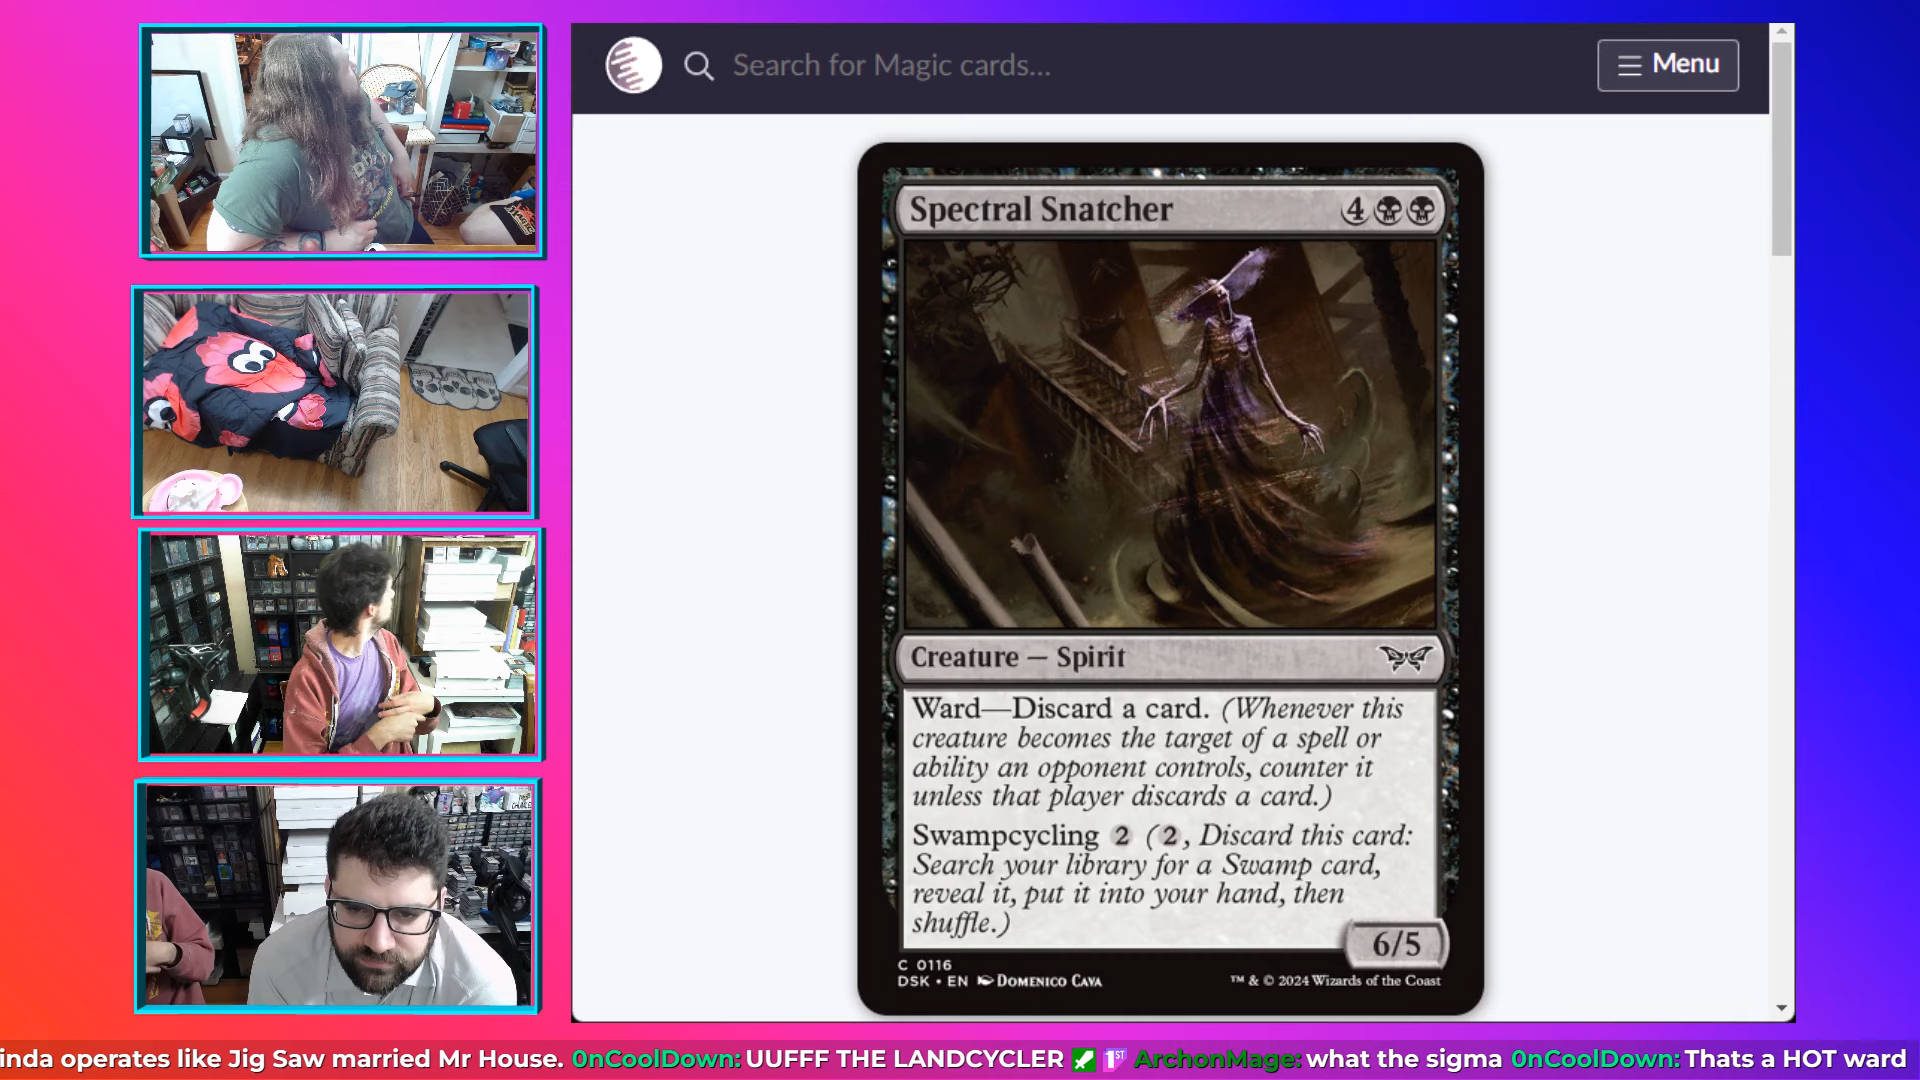 Search for Magic cards...
Menu
Spectral Snatcher 4
Creature — Spirit
Ward—Discard a card. (Whenever this
creature becomes the target of a spell or
ability an opponent controls, counter it
unless that player discards a card.)
Swampcycling 2 (2, Discard this card:
Search your library for a Swamp card,
reveal it, put it into your hand, then
shuffle.)
6/5
C 0116
DSK • EN DOMENICO CAVA
™ & © 2024 Wizards of the Coast
inda operates like Jig Saw married Mr House. 0nCoolDown: UUFFF THE LANDCYCLER 1ST ArchonMage: what the sigma 0nCoolDown: Thats a HOT ward